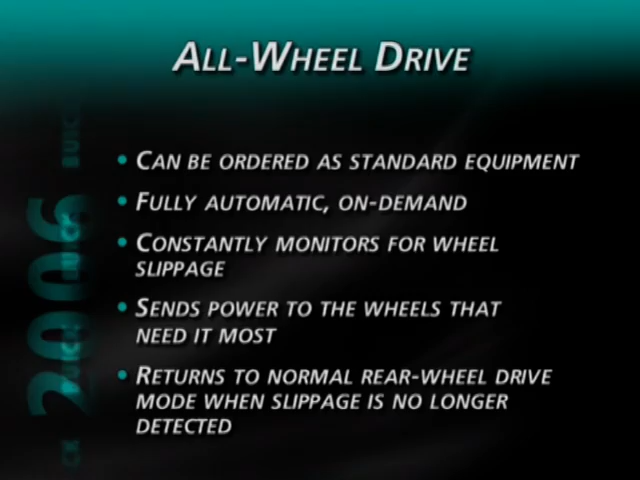 ALL-WHEEL DRIVE
• CAN BE ORDERED AS STANDARD EQUIPMENT
• FULLY AUTOMATIC, ON-DEMAND
• CONSTANTLY MONITORS FOR WHEEL
SLIPPAGE
• SENDS POWER TO THE WHEELS THAT
NEED IT MOST
• RETURNS TO NORMAL REAR-WHEEL DRIVE
MODE WHEN SLIPPAGE IS NO LONGER
DETECTED
2006